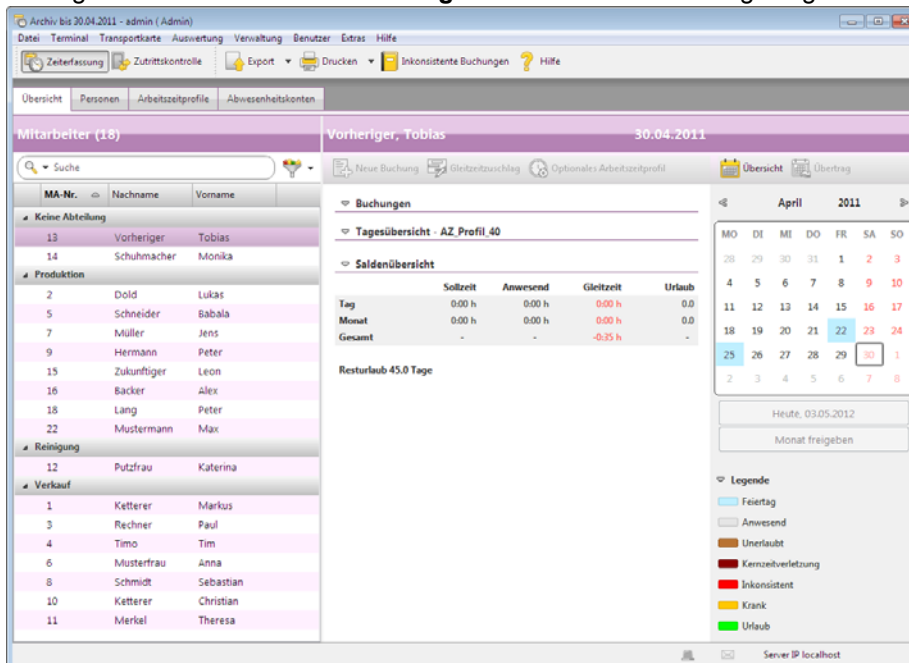 Archiv bis 30.04.2011 - admin ( Admin)
Datei Terminal Transportkarte Auswertung Verwaltung Benutzer Extras Hilfe
Zeiterfassung Zutrittskontrolle Export Drucken Inkonsistente Buchungen Hilfe
Übersicht Personen Arbeitszeitprofile Abwesenheitskonten
Mitarbeiter (18)
Suche
MA-Nr. Nachname Vorname
Keine Abteilung
13 Vorheriger Tobias
14 Schuhmacher Monika
Produktion
2 Dold Lukas
5 Schneider Babala
7 Müller Jens
9 Hermann Peter
15 Zukunftiger Leon
16 Backer Alex
18 Lang Peter
22 Mustermann Max
Reinigung
12 Putzfrau Katerina
Verkauf
1 Ketterer Markus
3 Rechner Paul
4 Timo Tim
6 Musterfrau Anna
8 Schmidt Sebastian
10 Ketterer Christian
11 Merkel Theresa
Vorheriger, Tobias 30.04.2011
Neue Buchung Gleitzeitzuschlag Optionales Arbeitszeitprofil
Buchungen
Tagesübersicht - AZ_Profil_40
Saldenübersicht
Sollzeit Anwesend Gleitzeit Urlaub
Tag 0:00 h 0:00 h 0:00 h 0.0
Monat 0:00 h 0:00 h 0:00 h 0.0
Gesamt - - -0:35 h -
Resturlaub 45.0 Tage
Übersicht Übertrag
April 2011
MO DI MI DO FR SA SO
28 29 30 31 1 2 3
4 5 6 7 8 9 10
11 12 13 14 15 16 17
18 19 20 21 22 23 24
25 26 27 28 29 30 1
2 3 4 5 6 7 8
Heute, 03.05.2012
Monat freigeben
Legende
Feiertag
Anwesend
Unerlaubt
Kernzeitverletzung
Inkonsistent
Krank
Urlaub
Server IP localhost